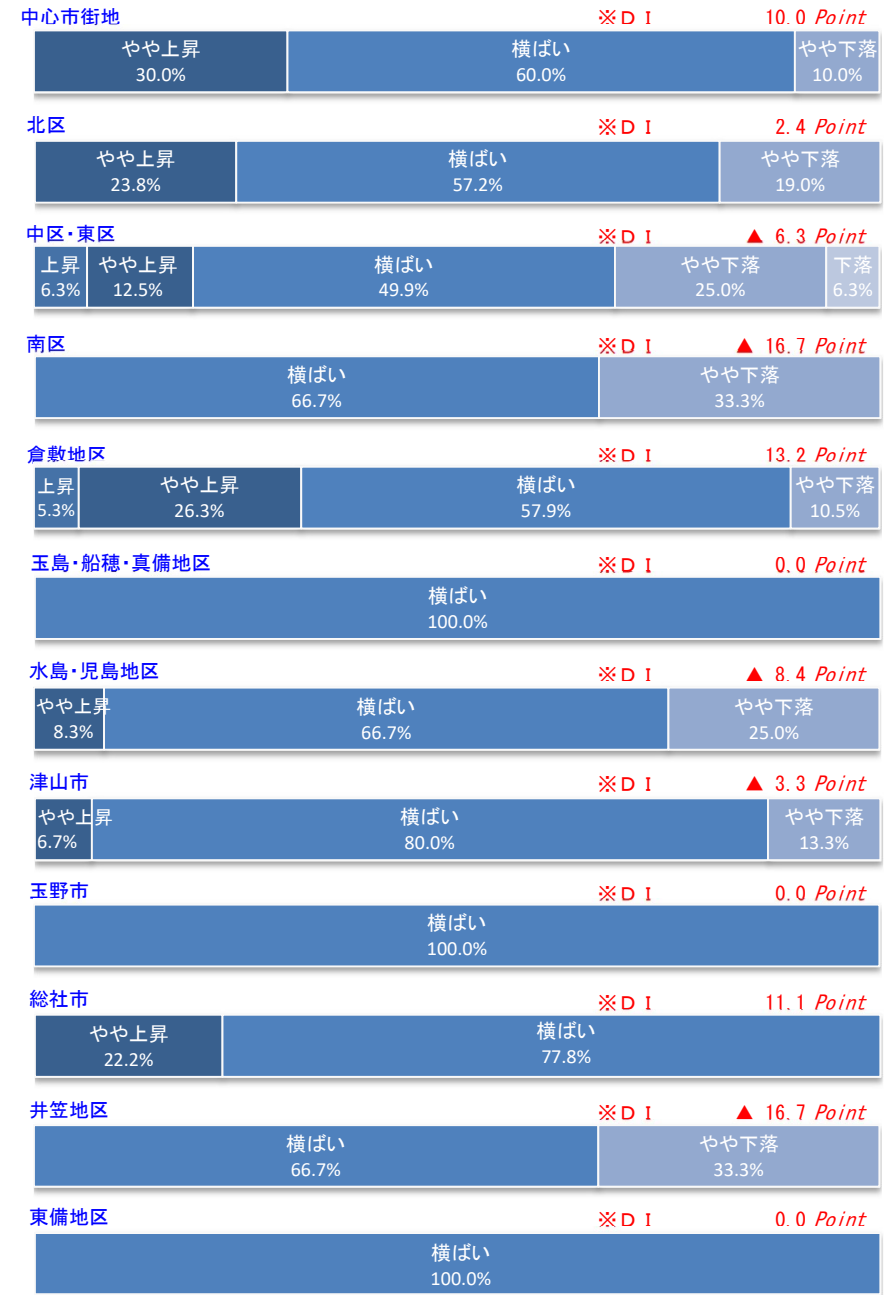 中心市街地 ※ＤＩ 10.0 Point
やや上昇 横ばい やや下落
30.0% 60.0% 10.0%
北区 ※ＤＩ 2.4 Point
やや上昇 横ばい やや下落
23.8% 57.2% 19.0%
中区・東区 ※ＤＩ ▲ 6.3 Point
上昇 やや上昇 横ばい やや下落 下落
6.3% 12.5% 49.9% 25.0% 6.3%
南区 ※ＤＩ ▲ 16.7 Point
横ばい やや下落
66.7% 33.3%
倉敷地区 ※ＤＩ 13.2 Point
上昇 やや上昇 横ばい やや下落
5.3% 26.3% 57.9% 10.5%
玉島・船穂・真備地区 ※ＤＩ 0.0 Point
横ばい
100.0%
水島・児島地区 ※ＤＩ ▲ 8.4 Point
やや上昇 横ばい やや下落
8.3% 66.7% 25.0%
津山市 ※ＤＩ ▲ 3.3 Point
やや上昇 横ばい やや下落
6.7% 80.0% 13.3%
玉野市 ※ＤＩ 0.0 Point
横ばい
100.0%
総社市 ※ＤＩ 11.1 Point
やや上昇 横ばい
22.2% 77.8%
井笠地区 ※ＤＩ ▲ 16.7 Point
横ばい やや下落
66.7% 33.3%
東備地区 ※ＤＩ 0.0 Point
横ばい
100.0%